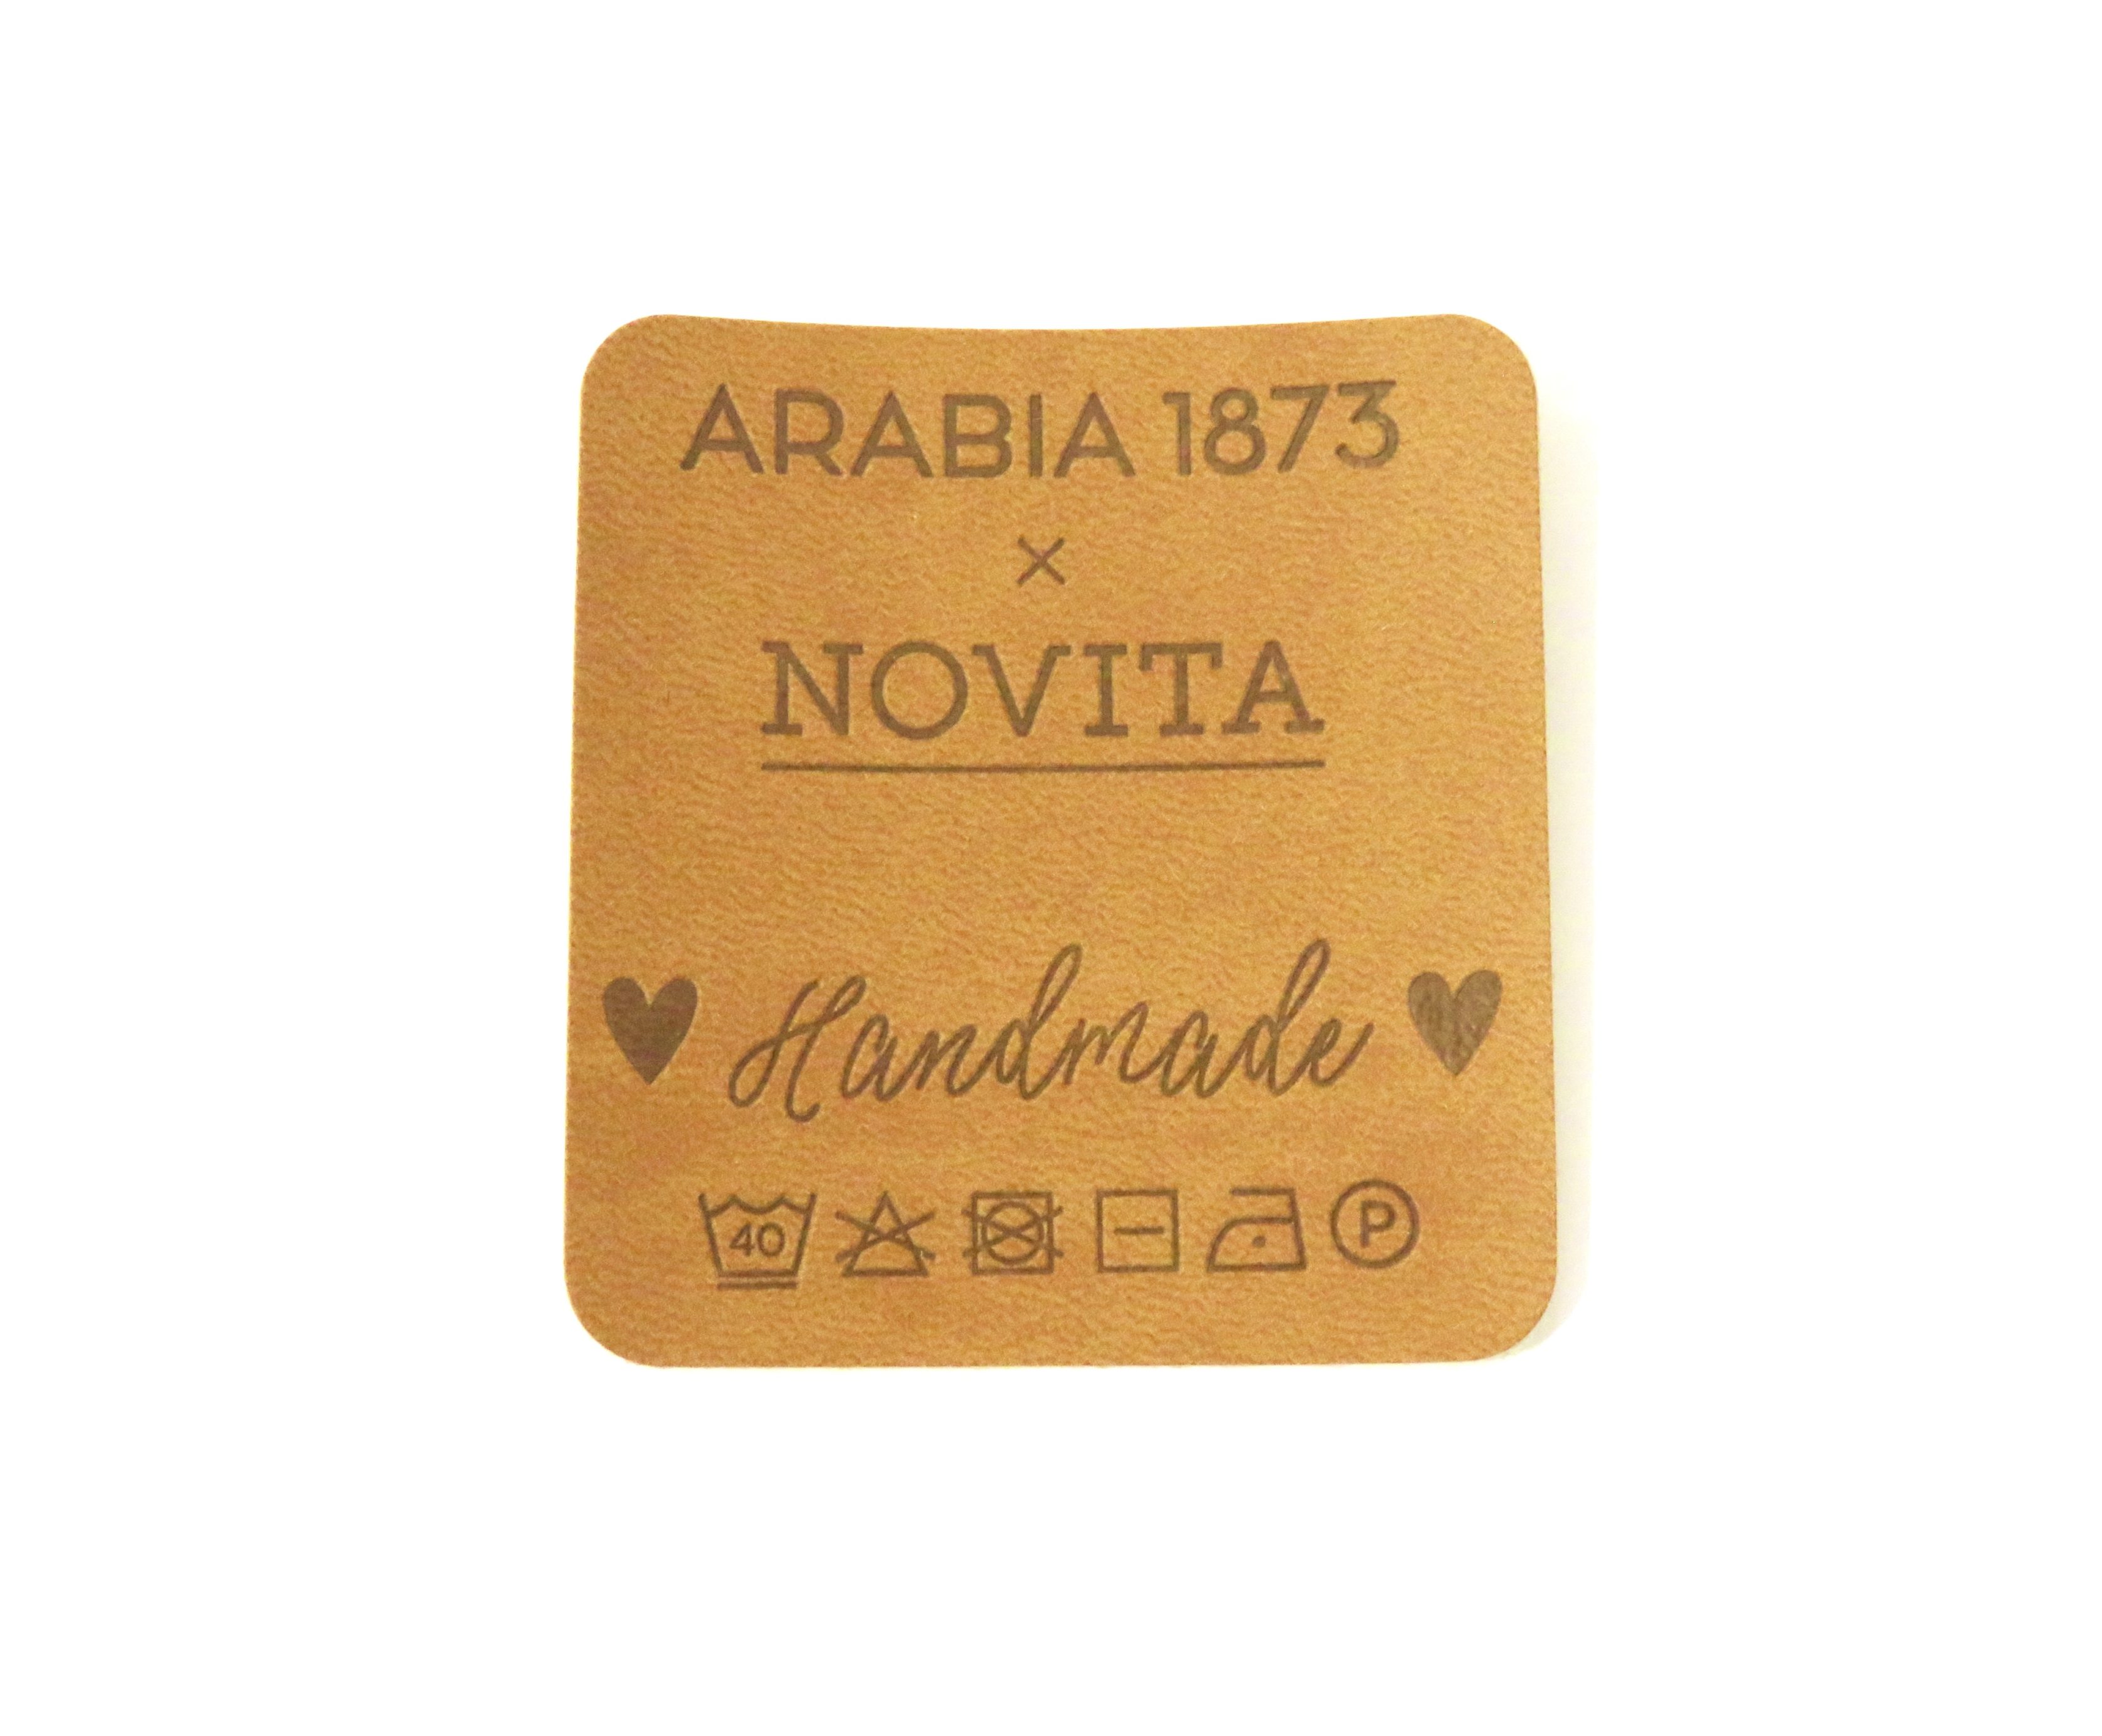 ARABIA 1873
×
NOVITA
Handmade
40 P